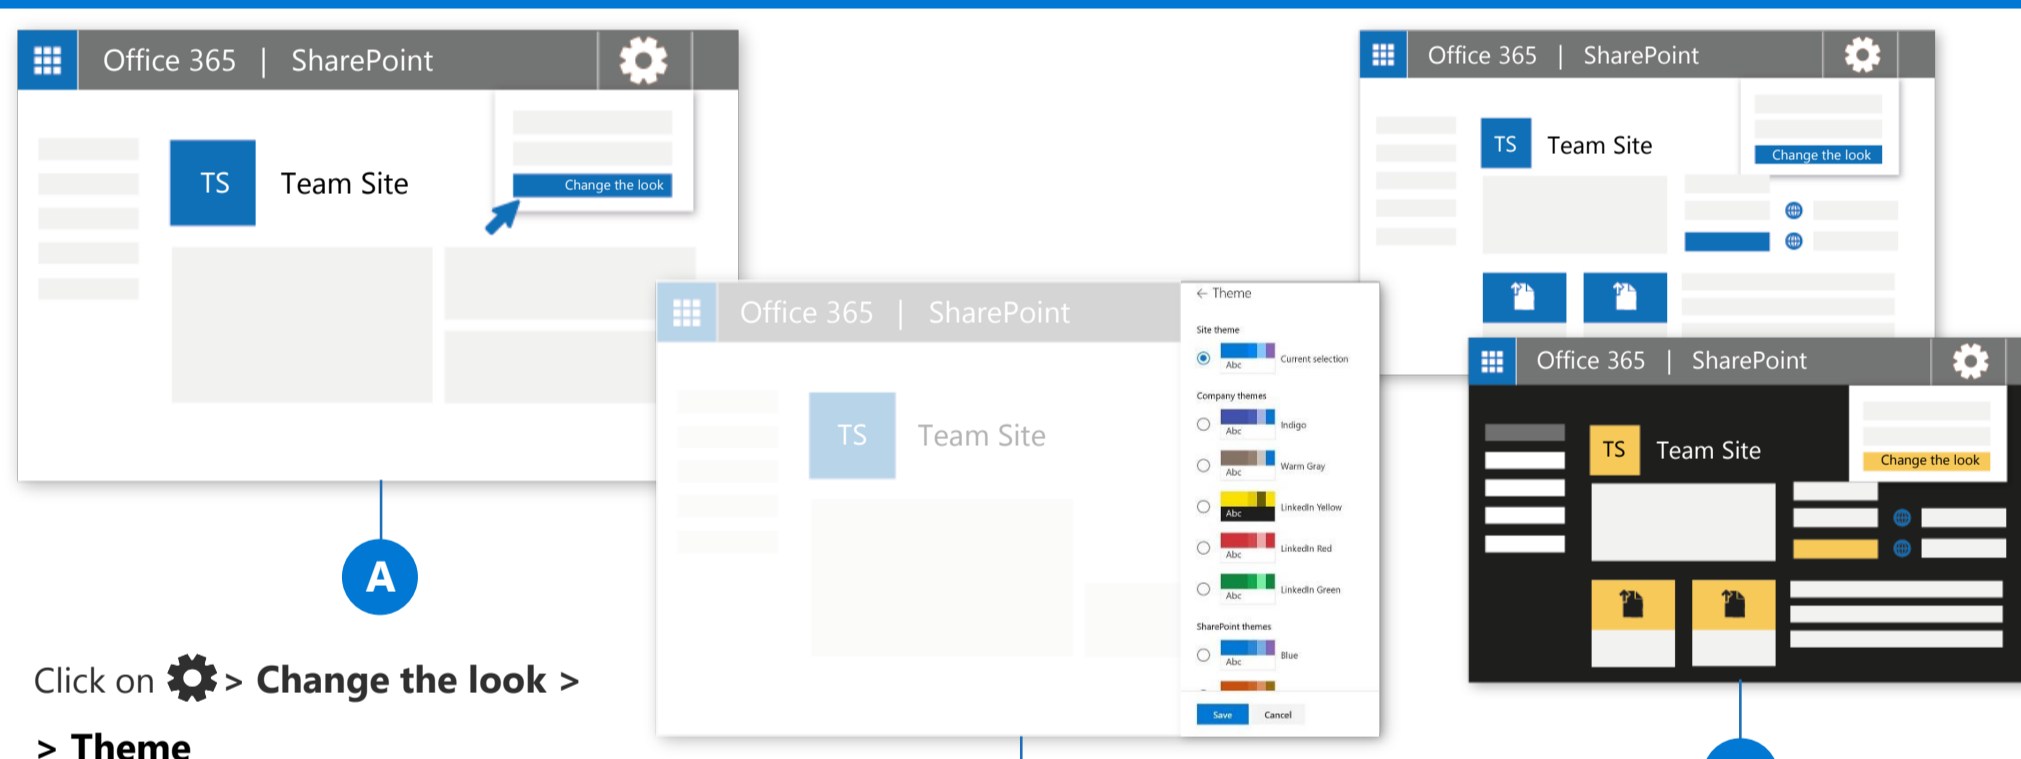 Office 365 | SharePoint
TS
Team Site
Change the look
A
Click on > Change the look >
> Theme
Office 365 | SharePoint
TS
Team Site
← Theme
Site theme
Abc
Current selection
Company themes
Abc
Indigo
Abc
Warm Gray
Abc
LinkedIn Yellow
Abc
LinkedIn Red
Abc
LinkedIn Green
SharePoint themes
Abc
Blue
Save
Cancel
Office 365 | SharePoint
TS
Team Site
Change the look
Office 365 | SharePoint
TS
Team Site
Change the look